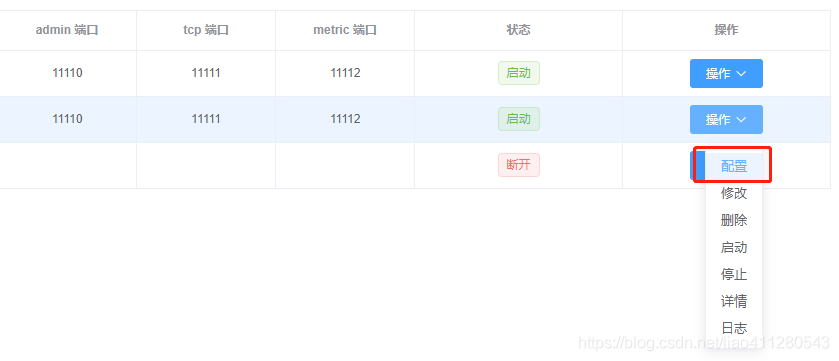 admin 端口 tcp 端口 metric 端口 状态 操作
11110 11111 11112 启动 操作
11110 11111 11112 启动 操作
断开 配置
修改
删除
启动
停止
详情
日志
https://blog.csdn.net/liao411280543